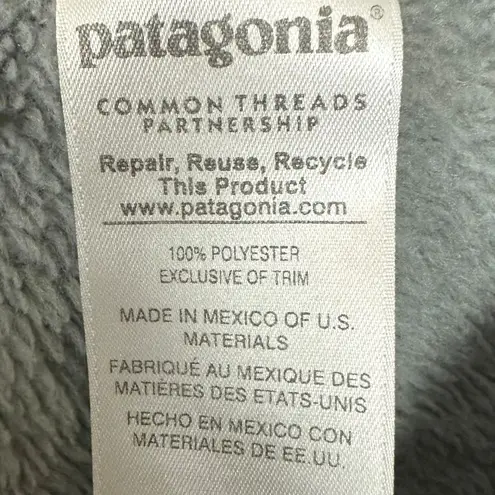 patagonia®
COMMON THREADS
PARTNERSHIP
Repair, Reuse, Recycle
This Product
www.patagonia.com
100% POLYESTER
EXCLUSIVE OF TRIM
MADE IN MEXICO OF U.S.
MATERIALS
FABRIQUÉ AU MEXIQUE DES
MATIÈRES DES ETATS-UNIS
HECHO EN MEXICO CON
MATERIALES DE EE.UU.